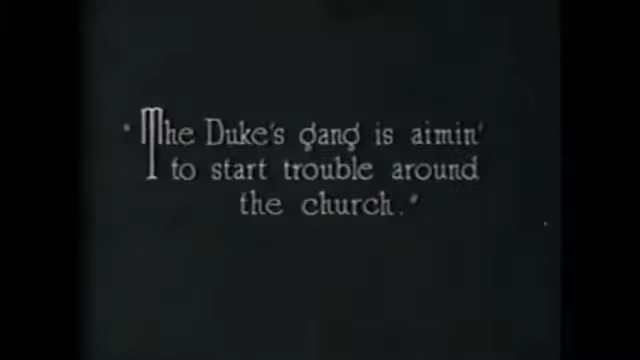 "The Duke's gang is aimin'
to start trouble around
the church."